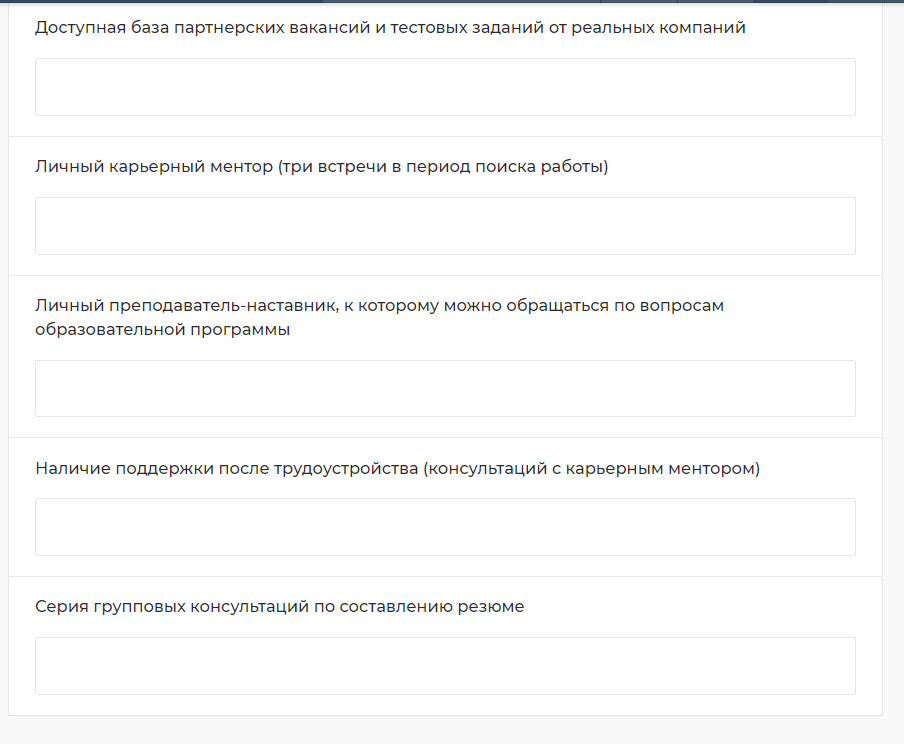 Доступная база партнерских вакансий и тестовых заданий от реальных компаний
Личный карьерный ментор (три встречи в период поиска работы)
Личный преподаватель-наставник, к которому можно обращаться по вопросам
образовательной программы
Наличие поддержки после трудоустройства (консультаций с карьерным ментором)
Серия групповых консультаций по составлению резюме